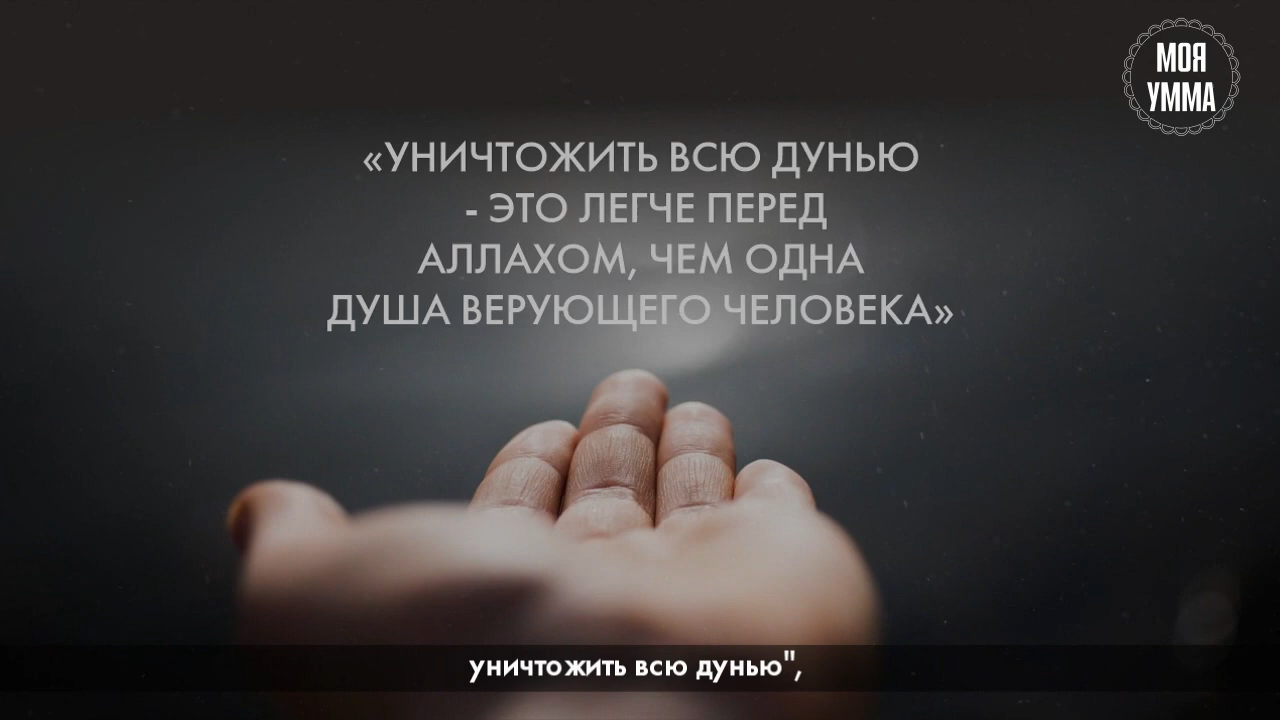 МОЯ
УММА
«УНИЧТОЖИТЬ ВСЮ ДУНЬЮ
- ЭТО ЛЕГЧЕ ПЕРЕД
АЛЛАХОМ, ЧЕМ ОДНА
ДУША ВЕРУЮЩЕГО ЧЕЛОВЕКА»
уничтожить всю дунью",